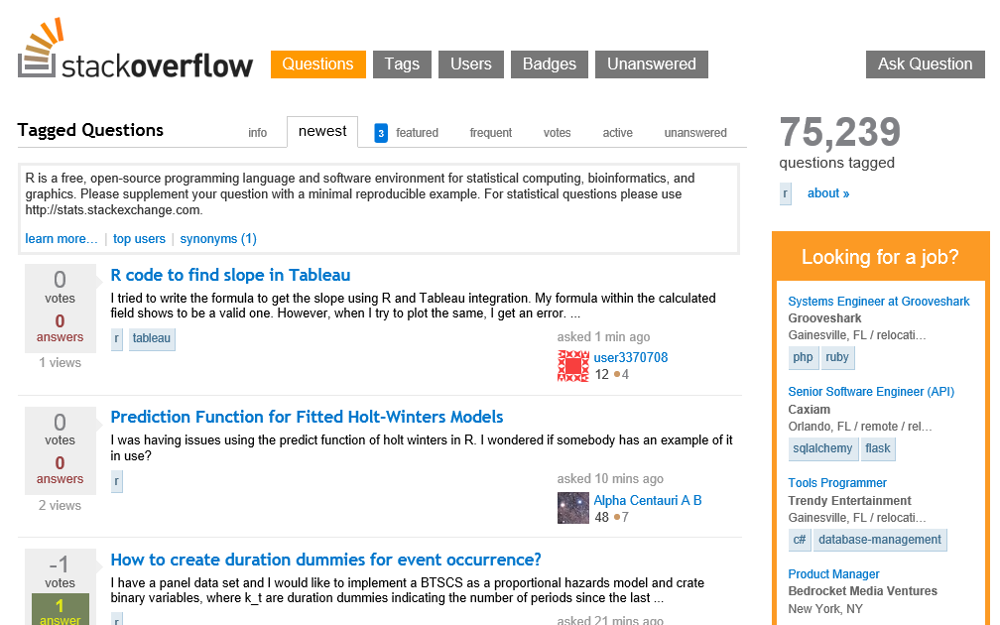 stackoverflow
Questions
Tags
Users
Badges
Unanswered
Ask Question
Tagged Questions
info
newest
3 featured
frequent
votes
active
unanswered
R is a free, open-source programming language and software environment for statistical computing, bioinformatics, and
graphics. Please supplement your question with a minimal reproducible example. For statistical questions please use
http://stats.stackexchange.com.
learn more... | top users | synonyms (1)
0
votes
0
answers
1 views
R code to find slope in Tableau
I tried to write the formula to get the slope using R and Tableau integration. My formula within the calculated
field shows to be a valid one. However, when I try to plot the same, I get an error. ...
r tableau
asked 1 min ago
user3370708
12 ●4
0
votes
0
answers
2 views
Prediction Function for Fitted Holt-Winters Models
I was having issues using the predict function of holt winters in R. I wondered if somebody has an example of it
in use?
r
asked 10 mins ago
Alpha Centauri A B
48 ●7
-1
votes
1
answer
How to create duration dummies for event occurrence?
I have a panel data set and I would like to implement a BTSCS as a proportional hazards model and crate
binary variables, where k_t are duration dummies indicating the number of periods since the last ...
r
asked 21 mins ago
75,239
questions tagged
r about »
Looking for a job?
Systems Engineer at Grooveshark
Grooveshark
Gainesville, FL / relocati…
php ruby
Senior Software Engineer (API)
Caxiam
Orlando, FL / remote / rel…
sqlalchemy flask
Tools Programmer
Trendy Entertainment
Gainesville, FL / relocati…
c# database-management
Product Manager
Bedrocket Media Ventures
New York, NY